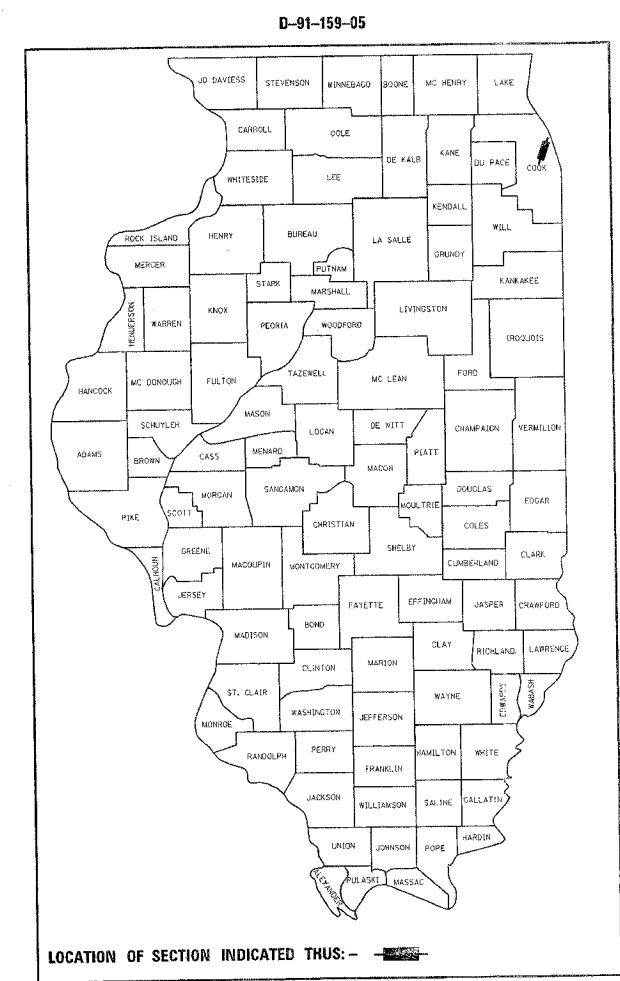 D-91-159-05
JO DAVIESS STEVENSON WINNEBAGO BOONE MC HENRY LAKE
CARROLL OGLE
DE KALB KANE DU PAGE COOK
WHITESIDE LEE
KENDALL
WILL
ROCK ISLAND HENRY BUREAU LA SALLE
GRUNDY
MERCER PUTNAM
STARK MARSHALL KANKAKEE
HENDERSON WARREN KNOX PEORIA WOODFORD LIVINGSTON
IROQUOIS
HANCOCK MC DONOUGH FULTON TAZEWELL MC LEAN FORD
MASON
SCHUYLER LOGAN DE WITT CHAMPAIGN VERMILION
ADAMS BROWN CASS MENARD PIATT
MACON
MORGAN SANGAMON DOUGLAS
PIKE SCOTT CHRISTIAN MOULTRIE EDGAR
COLES
GREENE SHELBY
CALHOUN MACOUPIN MONTGOMERY CUMBERLAND CLARK
JERSEY FAYETTE EFFINGHAM JASPER CRAWFORD
BOND
MADISON CLAY RICHLAND LAWRENCE
CLINTON MARION
ST. CLAIR WAYNE EDWARDS WABASH
WASHINGTON JEFFERSON
MONROE
RANDOLPH PERRY HAMILTON WHITE
FRANKLIN
JACKSON WILLIAMSON SALINE GALLATIN
HARDIN
UNION JOHNSON POPE
ALEXANDER PULASKI MASSAC
LOCATION OF SECTION INDICATED THUS: -